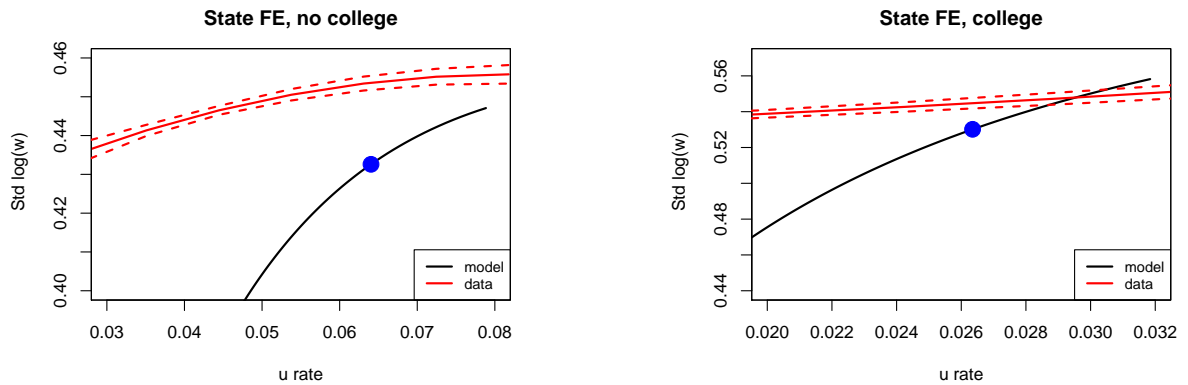 State FE, no college
Std log(w)
0.40
0.42
0.44
0.46
0.03 0.04 0.05 0.06 0.07 0.08
u rate
model
data
State FE, college
Std log(w)
0.44
0.48
0.52
0.56
0.020 0.022 0.024 0.026 0.028 0.030 0.032
u rate
model
data